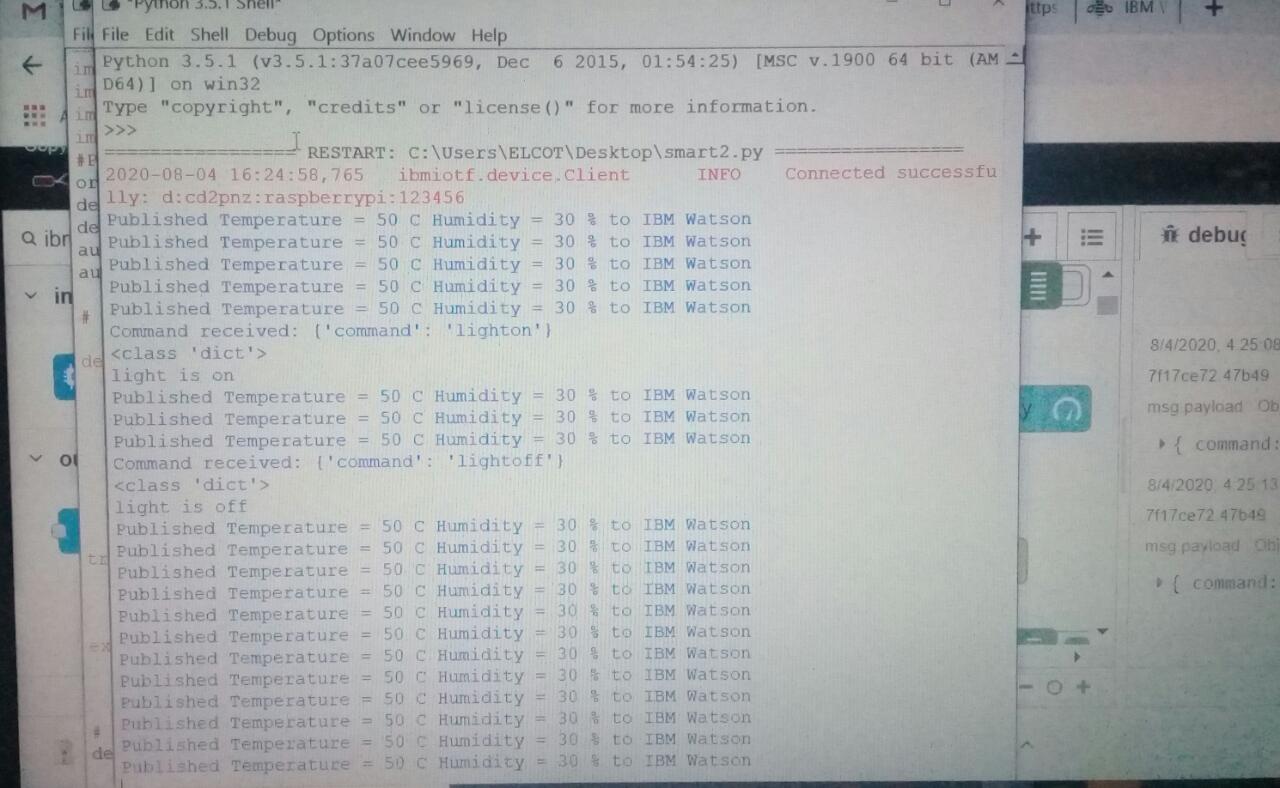 *Python 3.5.1 Shell*
File Edit Shell Debug Options Window Help
Python 3.5.1 (v3.5.1:37a07cee5969, Dec  6 2015, 01:54:25) [MSC v.1900 64 bit (AM
D64)] on win32
Type "copyright", "credits" or "license()" for more information.
>>>
================= RESTART: C:\Users\ELCOT\Desktop\smart2.py =================
2020-08-04 16:24:58,765   ibmiotf.device.Client      INFO    Connected successfu
lly: d:cd2pnz:raspberrypi:123456
Published Temperature = 50 C Humidity = 30 % to IBM Watson
Published Temperature = 50 C Humidity = 30 % to IBM Watson
Published Temperature = 50 C Humidity = 30 % to IBM Watson
Published Temperature = 50 C Humidity = 30 % to IBM Watson
Published Temperature = 50 C Humidity = 30 % to IBM Watson
Command received: {'command': 'lighton'}
<class 'dict'>
light is on
Published Temperature = 50 C Humidity = 30 % to IBM Watson
Published Temperature = 50 C Humidity = 30 % to IBM Watson
Published Temperature = 50 C Humidity = 30 % to IBM Watson
Command received: {'command': 'lightoff'}
<class 'dict'>
light is off
Published Temperature = 50 C Humidity = 30 % to IBM Watson
Published Temperature = 50 C Humidity = 30 % to IBM Watson
Published Temperature = 50 C Humidity = 30 % to IBM Watson
Published Temperature = 50 C Humidity = 30 % to IBM Watson
Published Temperature = 50 C Humidity = 30 % to IBM Watson
Published Temperature = 50 C Humidity = 30 % to IBM Watson
Published Temperature = 50 C Humidity = 30 % to IBM Watson
Published Temperature = 50 C Humidity = 30 % to IBM Watson
Published Temperature = 50 C Humidity = 30 % to IBM Watson
Published Temperature = 50 C Humidity = 30 % to IBM Watson
Published Temperature = 50 C Humidity = 30 % to IBM Watson
Published Temperature = 50 C Humidity = 30 % to IBM Watson
ttps
IBM
debug
8/4/2020, 4:25:08
7f17ce72.47b49
msg.payload : Ob
{ command:
8/4/2020, 4:25:13
7f17ce72.47b49
msg.payload : Obj
{ command: